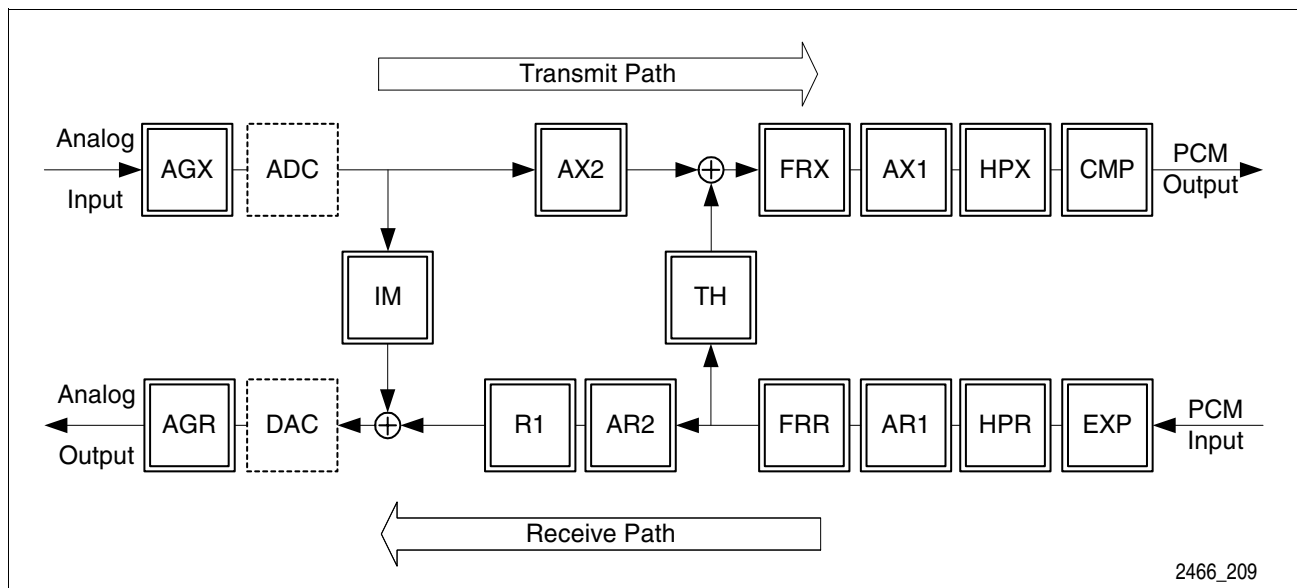 Transmit Path
Analog
Input
AGX
ADC
AX2
FRX
AX1
HPX
CMP
PCM
Output
IM
TH
Analog
Output
AGR
DAC
R1
AR2
FRR
AR1
HPR
EXP
PCM
Input
Receive Path
2466_209